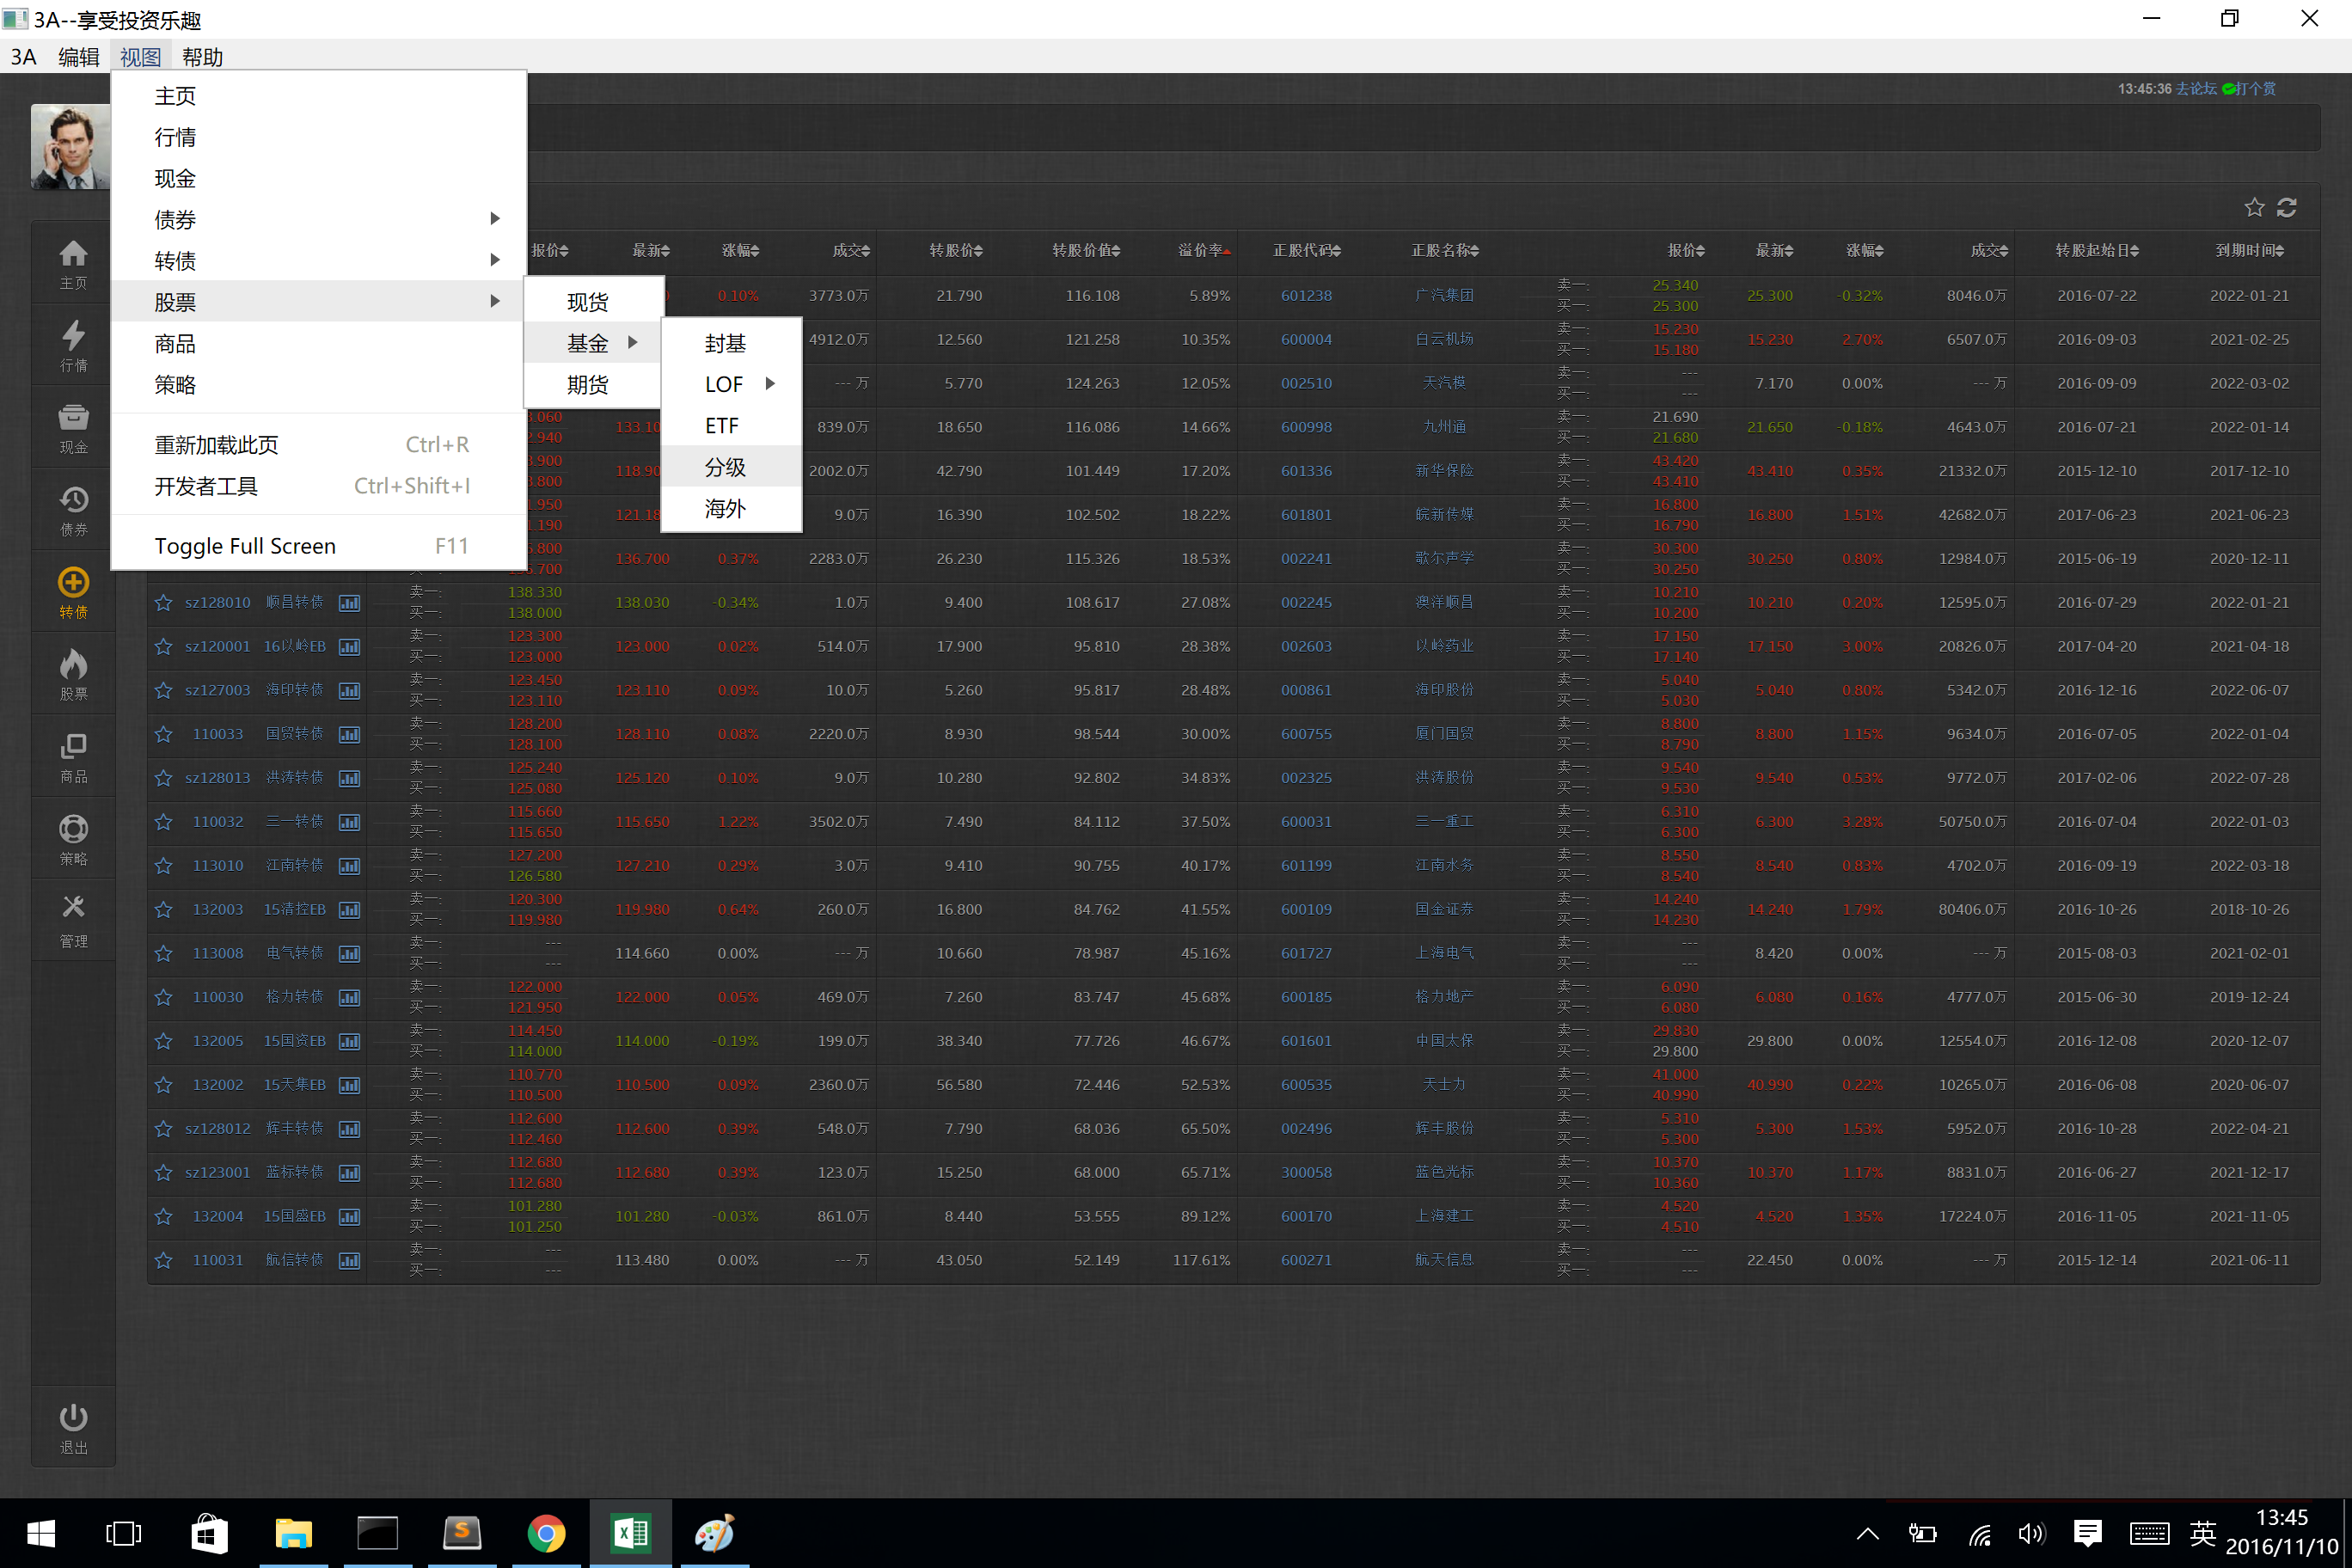 3A--享受投资乐趣
3A 编辑 视图 帮助
13:45:36 去论坛 打个赏
主页
行情
现金
债券
转债
股票
商品
策略
重新加载此页 Ctrl+R
开发者工具 Ctrl+Shift+I
Toggle Full Screen F11
现货
基金
期货
封基
LOF
ETF
分级
海外
主页
行情
现金
债券
转债
股票
商品
策略
管理
退出
报价 最新 涨幅 成交 转股价 转股价值 溢价率 正股代码 正股名称 报价 最新 涨幅 成交 转股起始日 到期时间
0.10% 3773.0万 21.790 116.108 5.89% 601238 广汽集团 卖一: 25.340 买一: 25.300 25.300 -0.32% 8046.0万 2016-07-22 2022-01-21
4912.0万 12.560 121.258 10.35% 600004 白云机场 卖一: 15.230 买一: 15.180 15.230 2.70% 6507.0万 2016-09-03 2021-02-25
--- 万 5.770 124.263 12.05% 002510 天汽模 卖一: --- 买一: --- 7.170 0.00% --- 万 2016-09-09 2022-03-02
839.0万 18.650 116.086 14.66% 600998 九州通 卖一: 21.690 买一: 21.680 21.650 -0.18% 4643.0万 2016-07-21 2022-01-14
2002.0万 42.790 101.449 17.20% 601336 新华保险 卖一: 43.420 买一: 43.410 43.410 0.35% 21332.0万 2015-12-10 2017-12-10
9.0万 16.390 102.502 18.22% 601801 皖新传媒 卖一: 16.800 买一: 16.790 16.800 1.51% 42682.0万 2017-06-23 2021-06-23
136.700 0.37% 2283.0万 26.230 115.326 18.53% 002241 歌尔声学 卖一: 30.300 买一: 30.250 30.250 0.80% 12984.0万 2015-06-19 2020-12-11
sz128010 顺昌转债 卖一: 138.330 买一: 138.000 138.030 -0.34% 1.0万 9.400 108.617 27.08% 002245 澳洋顺昌 卖一: 10.210 买一: 10.200 10.210 0.20% 12595.0万 2016-07-29 2022-01-21
sz120001 16以岭EB 卖一: 123.300 买一: 123.000 123.000 0.02% 514.0万 17.900 95.810 28.38% 002603 以岭药业 卖一: 17.150 买一: 17.140 17.150 3.00% 20826.0万 2017-04-20 2021-04-18
sz127003 海印转债 卖一: 123.450 买一: 123.110 123.110 0.09% 10.0万 5.260 95.817 28.48% 000861 海印股份 卖一: 5.040 买一: 5.030 5.040 0.80% 5342.0万 2016-12-16 2022-06-07
110033 国贸转债 卖一: 128.200 买一: 128.100 128.110 0.08% 2220.0万 8.930 98.544 30.00% 600755 厦门国贸 卖一: 8.800 买一: 8.790 8.800 1.15% 9634.0万 2016-07-05 2022-01-04
sz128013 洪涛转债 卖一: 125.240 买一: 125.080 125.120 0.10% 9.0万 10.280 92.802 34.83% 002325 洪涛股份 卖一: 9.540 买一: 9.530 9.540 0.53% 9772.0万 2017-02-06 2022-07-28
110032 三一转债 卖一: 115.660 买一: 115.650 115.650 1.22% 3502.0万 7.490 84.112 37.50% 600031 三一重工 卖一: 6.310 买一: 6.300 6.300 3.28% 50750.0万 2016-07-04 2022-01-03
113010 江南转债 卖一: 127.200 买一: 126.580 127.210 0.29% 3.0万 9.410 90.755 40.17% 601199 江南水务 卖一: 8.550 买一: 8.540 8.540 0.83% 4702.0万 2016-09-19 2022-03-18
132003 15清控EB 卖一: 120.300 买一: 119.980 119.980 0.64% 260.0万 16.800 84.762 41.55% 600109 国金证券 卖一: 14.240 买一: 14.230 14.240 1.79% 80406.0万 2016-10-26 2018-10-26
113008 电气转债 卖一: --- 买一: --- 114.660 0.00% --- 万 10.660 78.987 45.16% 601727 上海电气 卖一: --- 买一: --- 8.420 0.00% --- 万 2015-08-03 2021-02-01
110030 格力转债 卖一: 122.000 买一: 121.950 122.000 0.05% 469.0万 7.260 83.747 45.68% 600185 格力地产 卖一: 6.090 买一: 6.080 6.080 0.16% 4777.0万 2015-06-30 2019-12-24
132005 15国资EB 卖一: 114.450 买一: 114.000 114.000 -0.19% 199.0万 38.340 77.726 46.67% 601601 中国太保 卖一: 29.830 买一: 29.800 29.800 0.00% 12554.0万 2016-12-08 2020-12-07
132002 15天集EB 卖一: 110.770 买一: 110.500 110.500 0.09% 2360.0万 56.580 72.446 52.53% 600535 天士力 卖一: 41.000 买一: 40.990 40.990 0.22% 10265.0万 2016-06-08 2020-06-07
sz128012 辉丰转债 卖一: 112.600 买一: 112.460 112.600 0.39% 548.0万 7.790 68.036 65.50% 002496 辉丰股份 卖一: 5.310 买一: 5.300 5.300 1.53% 5952.0万 2016-10-28 2022-04-21
sz123001 蓝标转债 卖一: 112.680 买一: 112.680 112.680 0.39% 123.0万 15.250 68.000 65.71% 300058 蓝色光标 卖一: 10.370 买一: 10.360 10.370 1.17% 8831.0万 2016-06-27 2021-12-17
132004 15国盛EB 卖一: 101.280 买一: 101.250 101.280 -0.03% 861.0万 8.440 53.555 89.12% 600170 上海建工 卖一: 4.520 买一: 4.510 4.520 1.35% 17224.0万 2016-11-05 2021-11-05
110031 航信转债 卖一: --- 买一: --- 113.480 0.00% --- 万 43.050 52.149 117.61% 600271 航天信息 卖一: --- 买一: --- 22.450 0.00% --- 万 2015-12-14 2021-06-11
英 13:45
2016/11/10